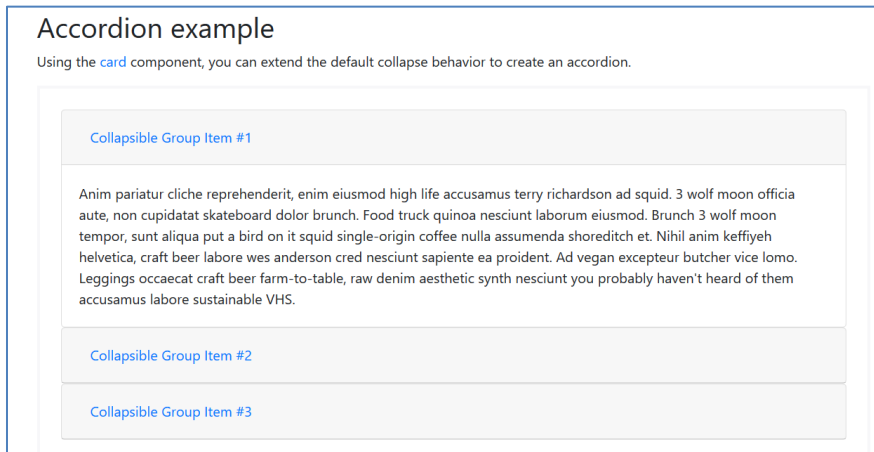 Accordion example
Using the card component, you can extend the default collapse behavior to create an accordion.
Collapsible Group Item #1
Anim pariatur cliche reprehenderit, enim eiusmod high life accusamus terry richardson ad squid. 3 wolf moon officia
aute, non cupidatat skateboard dolor brunch. Food truck quinoa nesciunt laborum eiusmod. Brunch 3 wolf moon
tempor, sunt aliqua put a bird on it squid single-origin coffee nulla assumenda shoreditch et. Nihil anim keffiyeh
helvetica, craft beer labore wes anderson cred nesciunt sapiente ea proident. Ad vegan excepteur butcher vice lomo.
Leggings occaecat craft beer farm-to-table, raw denim aesthetic synth nesciunt you probably haven't heard of them
accusamus labore sustainable VHS.
Collapsible Group Item #2
Collapsible Group Item #3